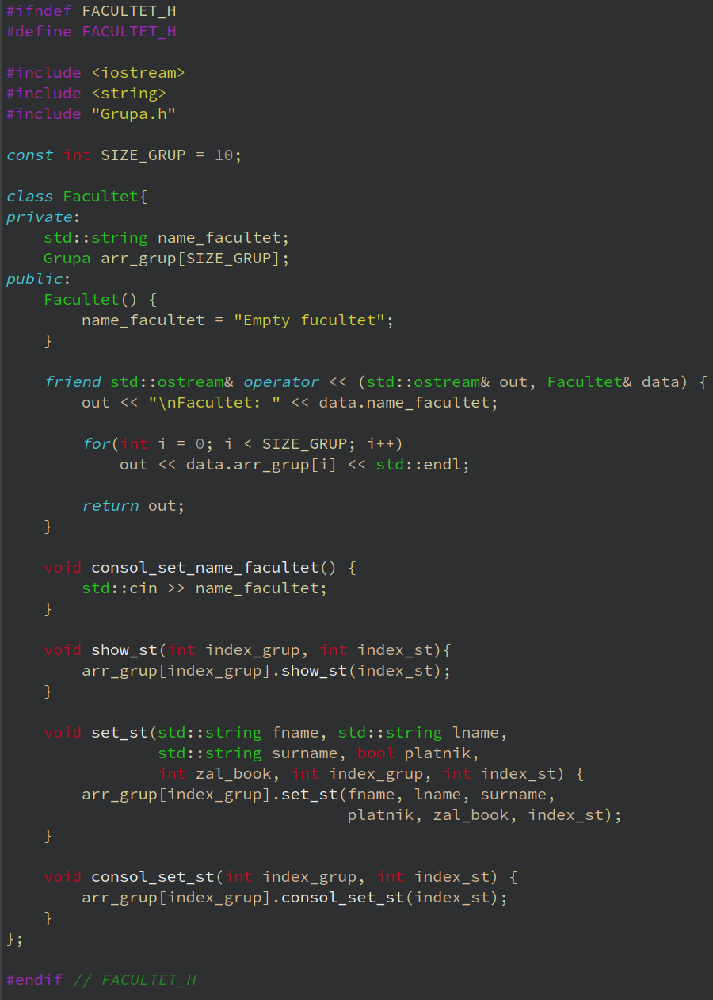 #ifndef FACULTET_H
#define FACULTET_H

#include <iostream>
#include <string>
#include "Grupa.h"

const int SIZE_GRUP = 10;

class Facultet{
private:
    std::string name_facultet;
    Grupa arr_grup[SIZE_GRUP];
public:
    Facultet() {
        name_facultet = "Empty fucultet";
    }

    friend std::ostream& operator << (std::ostream& out, Facultet& data) {
        out << "\nFacultet: " << data.name_facultet;

        for(int i = 0; i < SIZE_GRUP; i++)
            out << data.arr_grup[i] << std::endl;

        return out;
    }

    void consol_set_name_facultet() {
        std::cin >> name_facultet;
    }

    void show_st(int index_grup, int index_st){
        arr_grup[index_grup].show_st(index_st);
    }

    void set_st(std::string fname, std::string lname,
                std::string surname, bool platnik,
                int zal_book, int index_grup, int index_st) {
        arr_grup[index_grup].set_st(fname, lname, surname,
                                    platnik, zal_book, index_st);
    }

    void consol_set_st(int index_grup, int index_st) {
        arr_grup[index_grup].consol_set_st(index_st);
    }
};

#endif // FACULTET_H